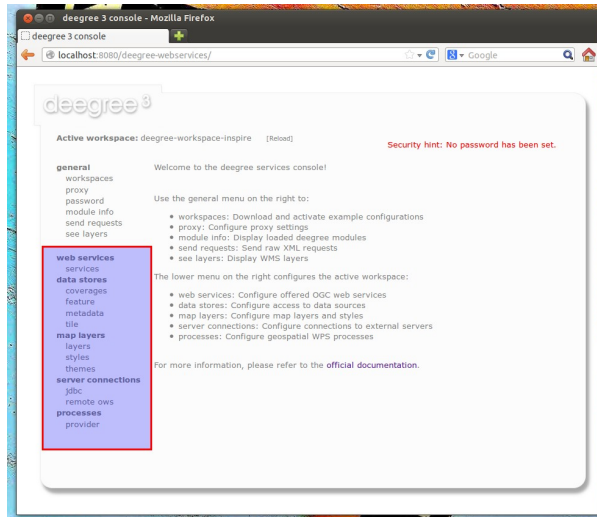 deegree 3 console - Mozilla Firefox
deegree 3 console
localhost:8080/deegree-webservices/
Google
deegree 3
Active workspace: deegree-workspace-inspire [Reload]
Security hint: No password has been set.
general
workspaces
proxy
password
module info
send requests
see layers
web services
services
data stores
coverages
feature
metadata
tile
map layers
layers
styles
themes
server connections
jdbc
remote ows
processes
provider
Welcome to the deegree services console!
Use the general menu on the right to:
• workspaces: Download and activate example configurations
• proxy: Configure proxy settings
• module info: Display loaded deegree modules
• send requests: Send raw XML requests
• see layers: Display WMS layers
The lower menu on the right configures the active workspace:
• web services: Configure offered OGC web services
• data stores: Configure access to data sources
• map layers: Configure map layers and styles
• server connections: Configure connections to external servers
• processes: Configure geospatial WPS processes
For more information, please refer to the official documentation.